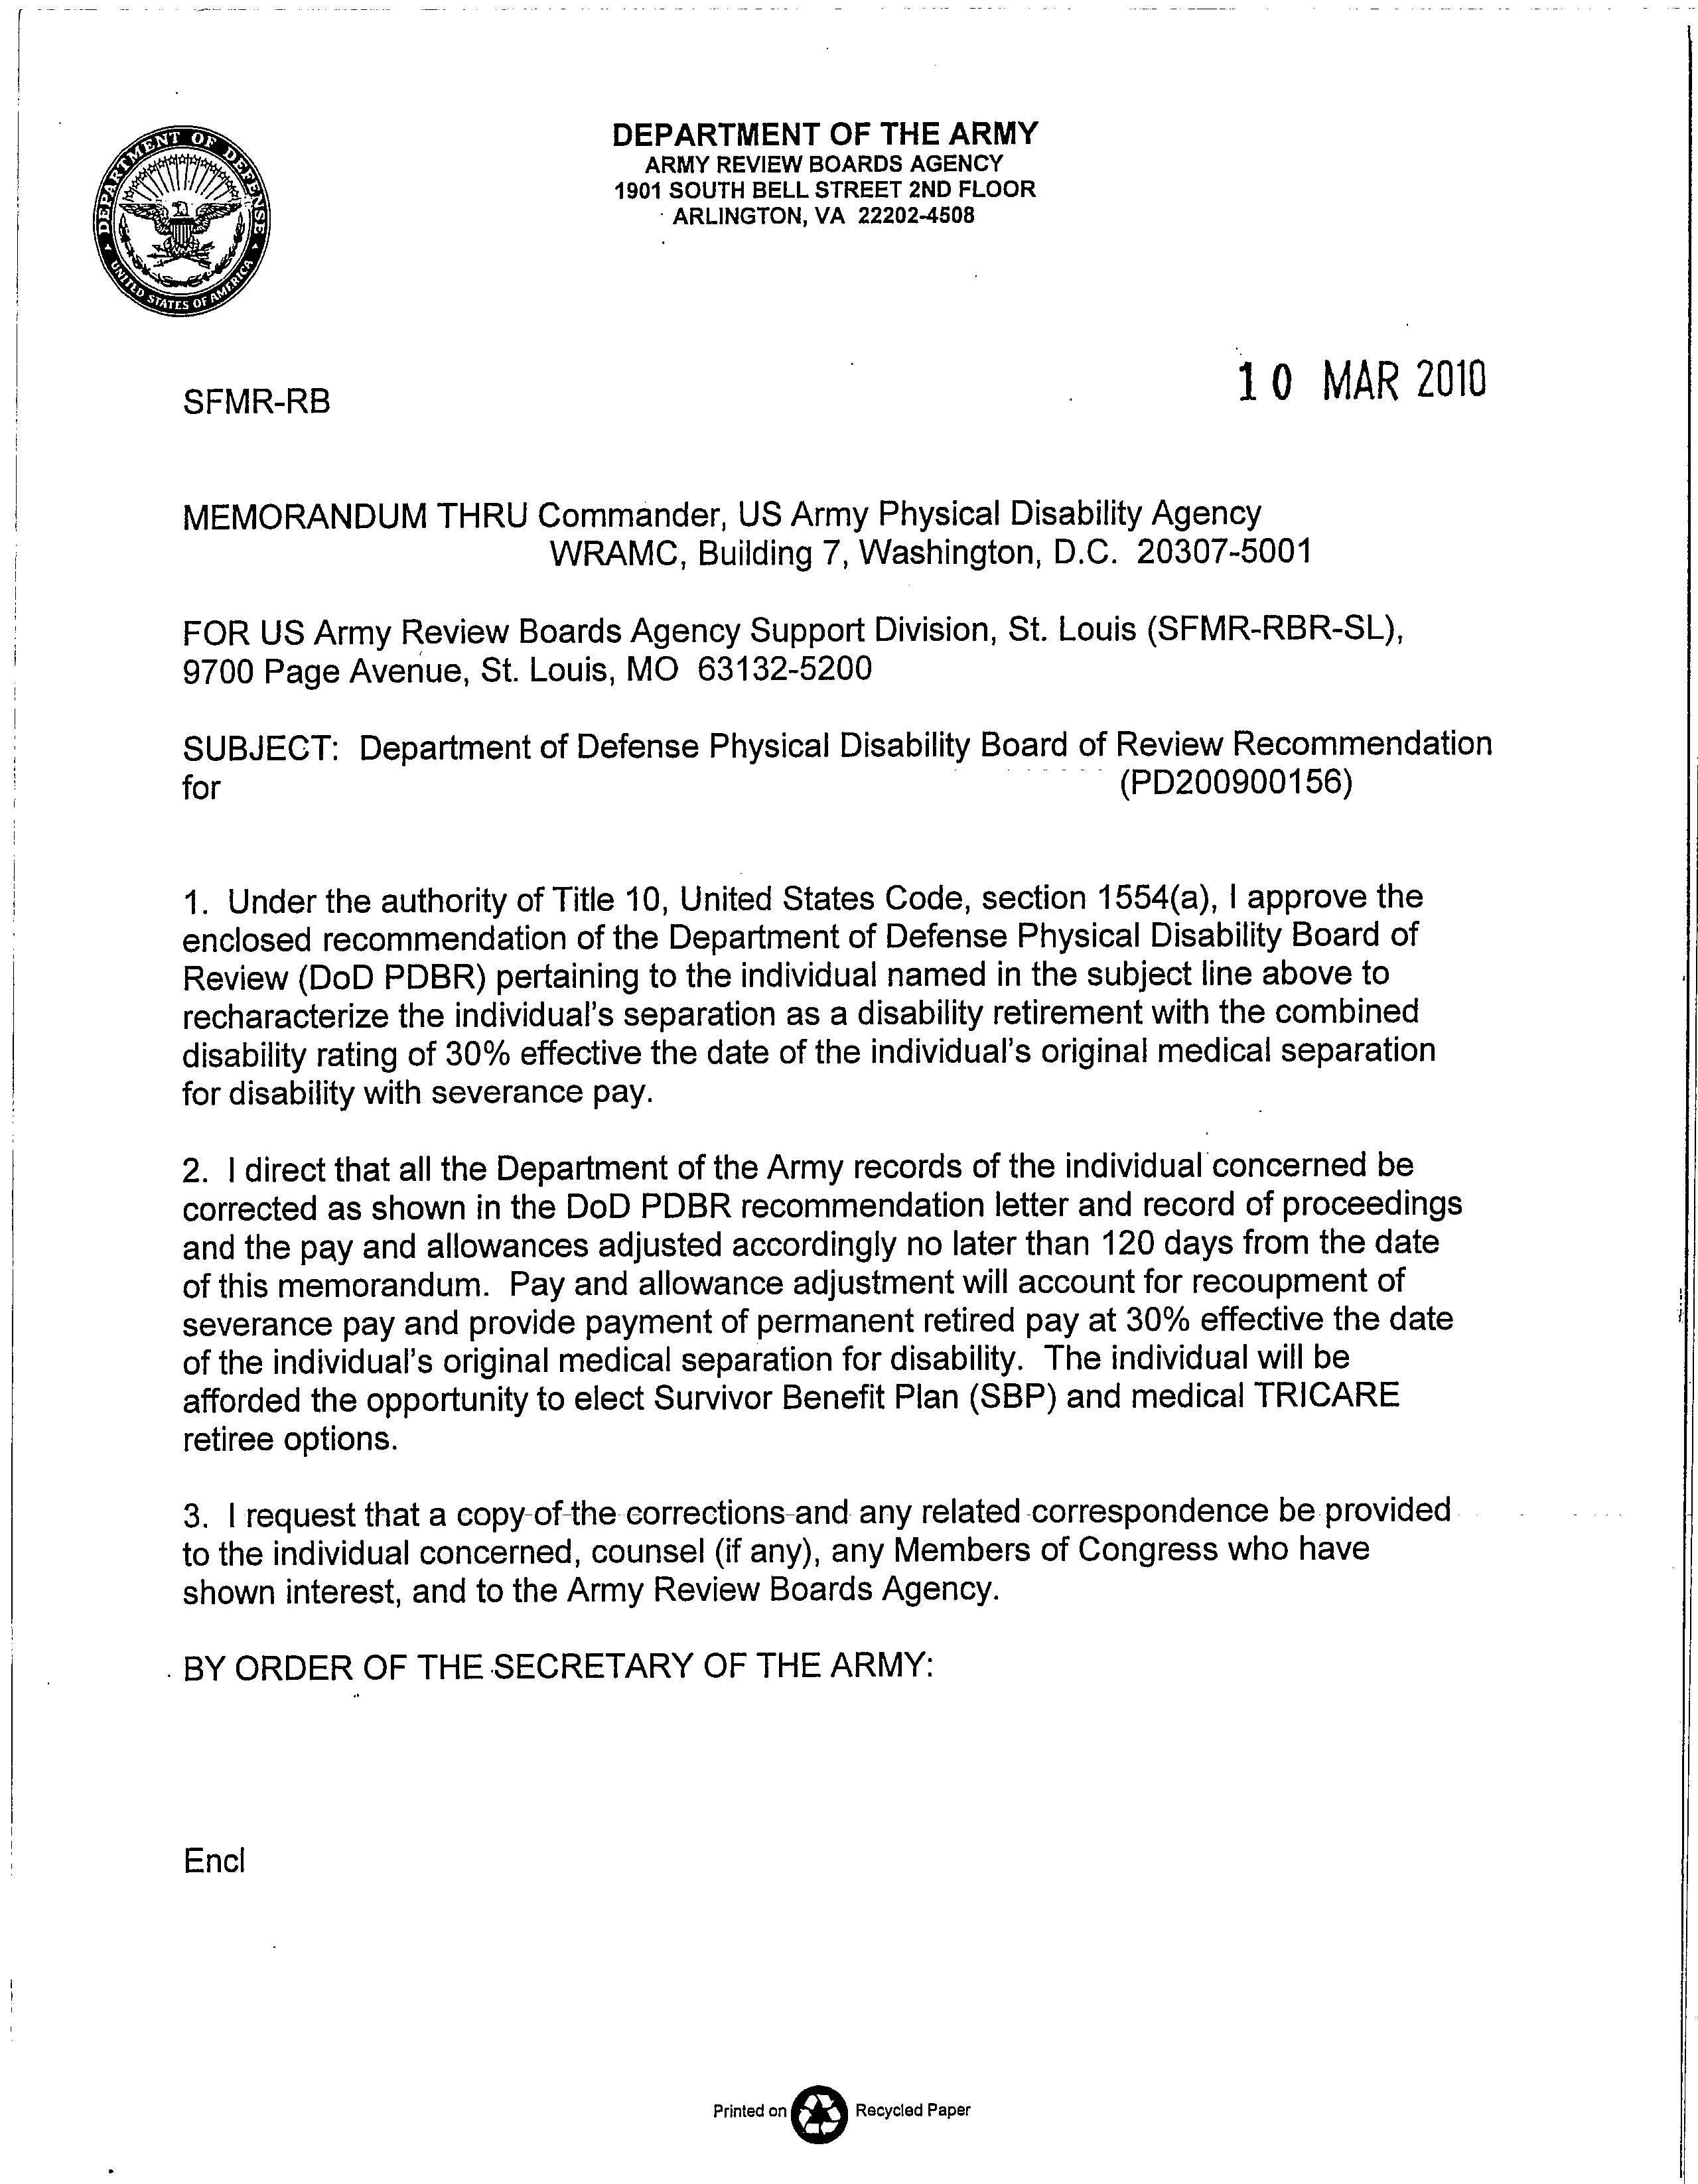 DEPARTMENT OF DEFENSE
UNITED STATES OF AMERICA
DEPARTMENT OF THE ARMY
ARMY REVIEW BOARDS AGENCY
1901 SOUTH BELL STREET 2ND FLOOR
ARLINGTON, VA 22202-4508
SFMR-RB
10 MAR 2010
MEMORANDUM THRU Commander, US Army Physical Disability Agency
WRAMC, Building 7, Washington, D.C. 20307-5001
FOR US Army Review Boards Agency Support Division, St. Louis (SFMR-RBR-SL),
9700 Page Avenue, St. Louis, MO 63132-5200
SUBJECT: Department of Defense Physical Disability Board of Review Recommendation
for (PD200900156)
1. Under the authority of Title 10, United States Code, section 1554(a), I approve the
enclosed recommendation of the Department of Defense Physical Disability Board of
Review (DoD PDBR) pertaining to the individual named in the subject line above to
recharacterize the individual's separation as a disability retirement with the combined
disability rating of 30% effective the date of the individual's original medical separation
for disability with severance pay.
2. I direct that all the Department of the Army records of the individual concerned be
corrected as shown in the DoD PDBR recommendation letter and record of proceedings
and the pay and allowances adjusted accordingly no later than 120 days from the date
of this memorandum. Pay and allowance adjustment will account for recoupment of
severance pay and provide payment of permanent retired pay at 30% effective the date
of the individual's original medical separation for disability. The individual will be
afforded the opportunity to elect Survivor Benefit Plan (SBP) and medical TRICARE
retiree options.
3. I request that a copy of the corrections and any related correspondence be provided
to the individual concerned, counsel (if any), any Members of Congress who have
shown interest, and to the Army Review Boards Agency.
BY ORDER OF THE SECRETARY OF THE ARMY:
Encl
Printed on Recycled Paper